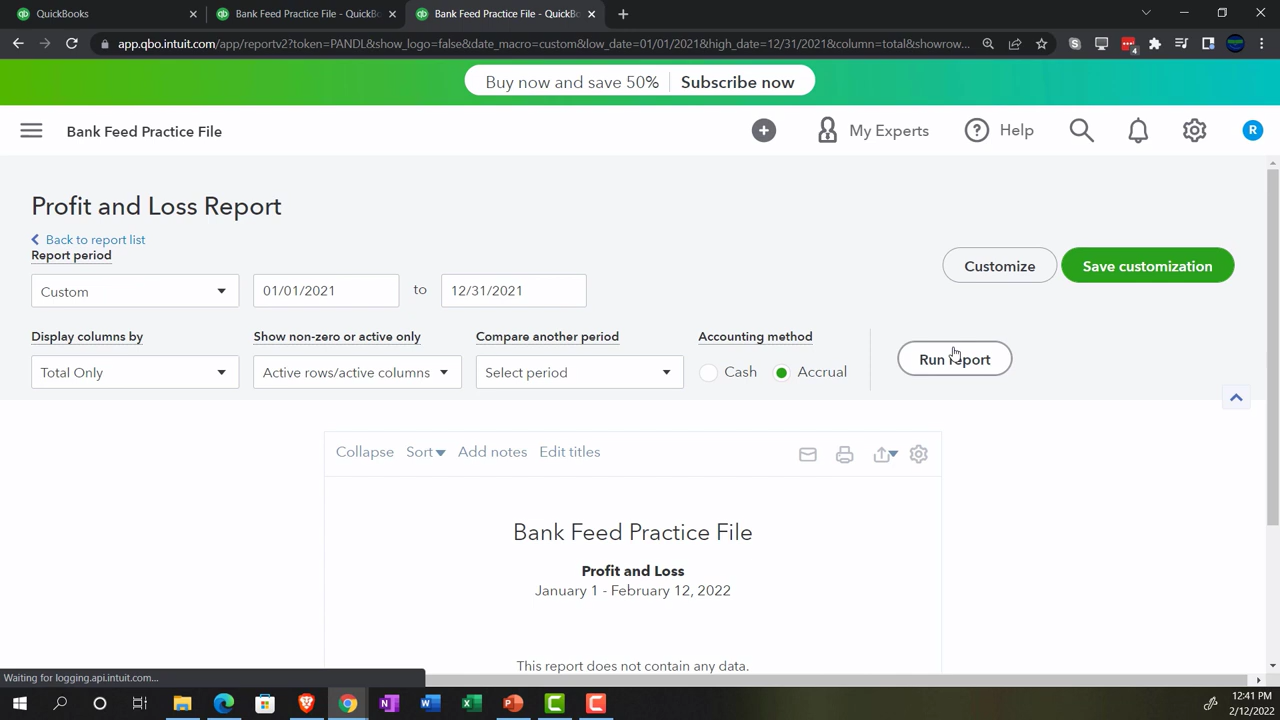 QuickBooks
Bank Feed Practice File - QuickBo
Bank Feed Practice File - QuickBo
app.qbo.intuit.com/app/reportv2?token=PANDL&show_logo=false&date_macro=custom&low_date=01/01/2021&high_date=12/31/2021&column=total&showrow...
4
Buy now and save 50% Subscribe now
Bank Feed Practice File
My Experts
Help
R
Profit and Loss Report
Back to report list
Report period
Customize
Save customization
Custom
01/01/2021
to
12/31/2021
Display columns by
Show non-zero or active only
Compare another period
Accounting method
Total Only
Active rows/active columns
Select period
Cash
Accrual
Run report
Collapse
Sort
Add notes
Edit titles
Bank Feed Practice File
Profit and Loss
January 1 - February 12, 2022
This report does not contain any data.
Waiting for logging.api.intuit.com...
12:41 PM
2/12/2022